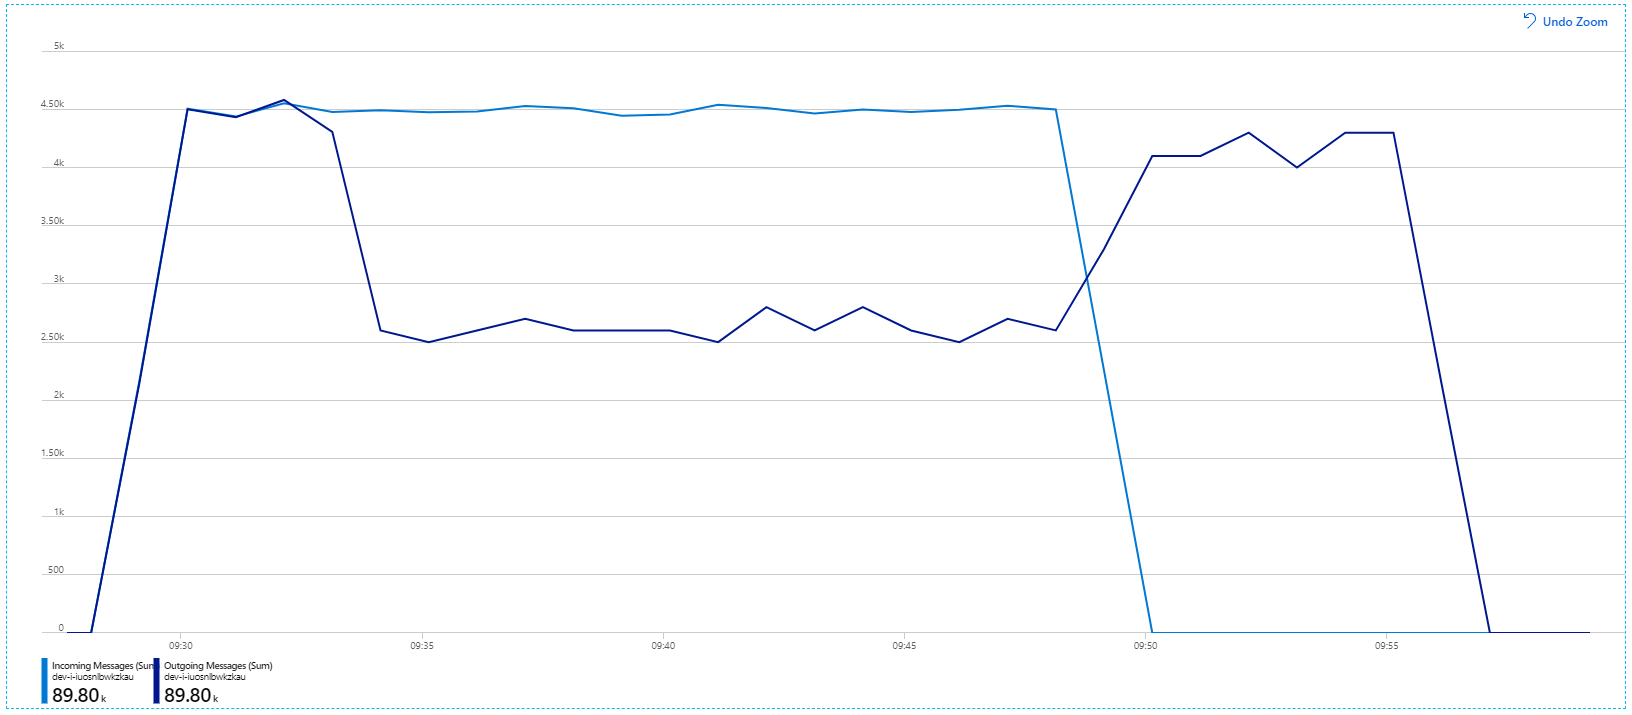 Undo Zoom
5k
4.50k
4k
3.50k
3k
2.50k
2k
1.50k
1k
500
0
09:30 09:35 09:40 09:45 09:50 09:55
Incoming Messages (Sum Outgoing Messages (Sum)
dev-i-iuosnlbwkzkau dev-i-iuosnlbwkzkau
89.80 k 89.80 k